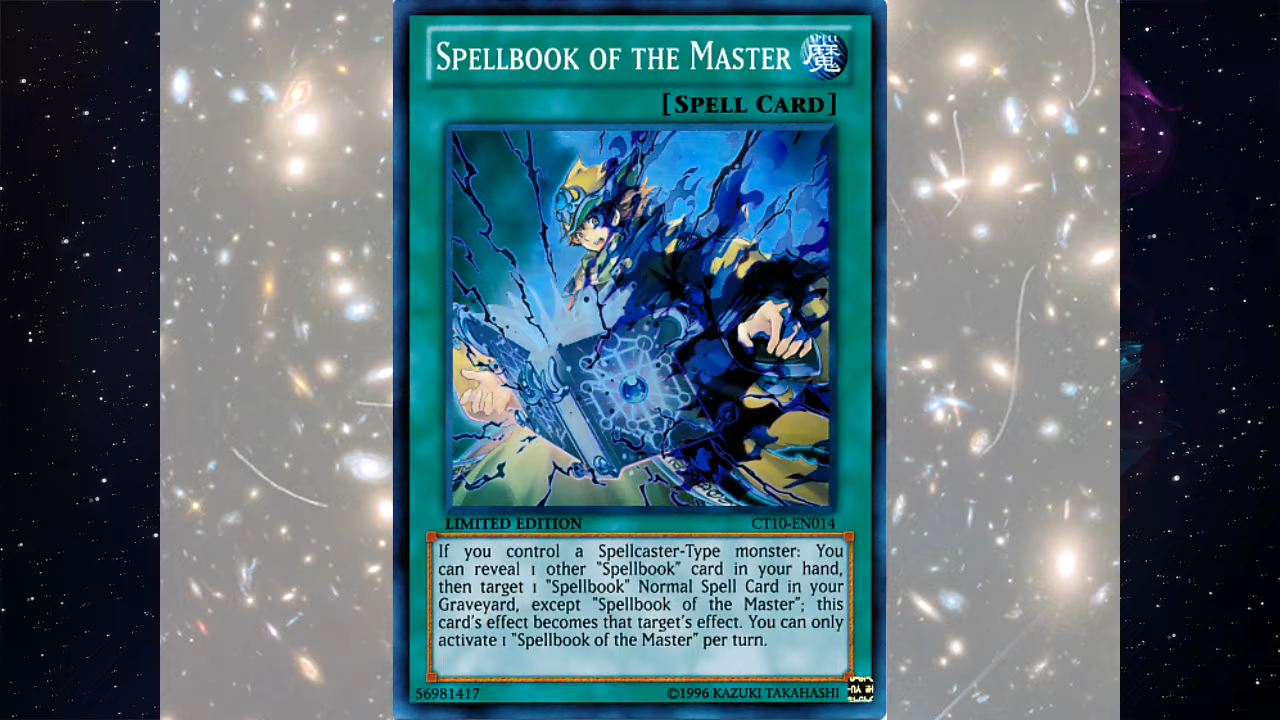 SPELLBOOK OF THE MASTER
SPELL
魔
[SPELL CARD]
LIMITED EDITION
CT10-EN014
If you control a Spellcaster-Type monster: You
can reveal 1 other "Spellbook" card in your hand,
then target 1 "Spellbook" Normal Spell Card in your
Graveyard, except "Spellbook of the Master"; this
card's effect becomes that target's effect. You can only
activate 1 "Spellbook of the Master" per turn.
56981417
©1996 KAZUKI TAKAHASHI